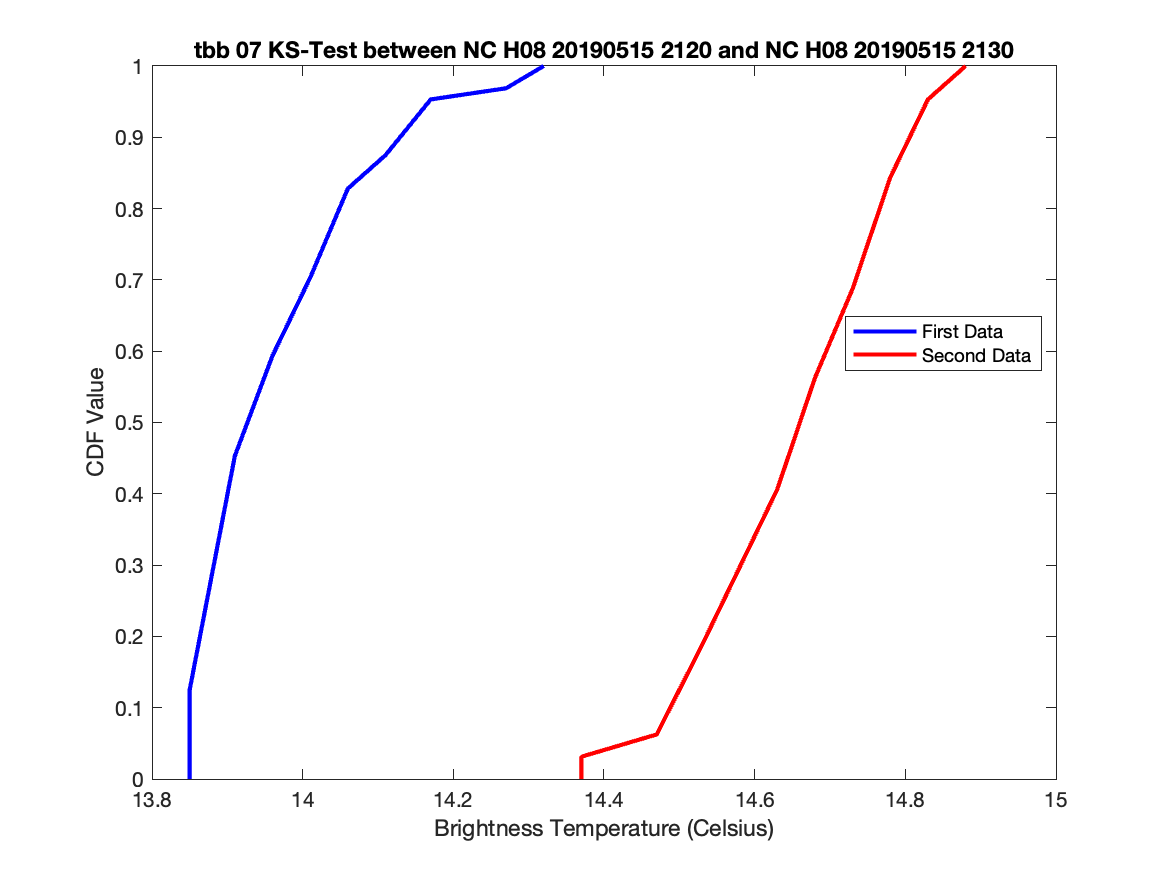 tbb 07 KS-Test between NC H08 20190515 2120 and NC H08 20190515 2130
1
0.9
0.8
0.7
0.6
0.5
0.4
0.3
0.2
0.1
0
CDF Value
First Data
Second Data
13.8 14 14.2 14.4 14.6 14.8 15
Brightness Temperature (Celsius)